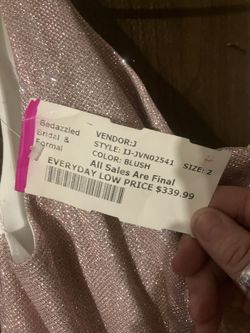 Bedazzled
Bridal &
Formal
VENDOR:J
STYLE: IJ-JVN02541
COLOR: BLUSH
SIZE: 2
All Sales Are Final
EVERYDAY LOW PRICE $339.99